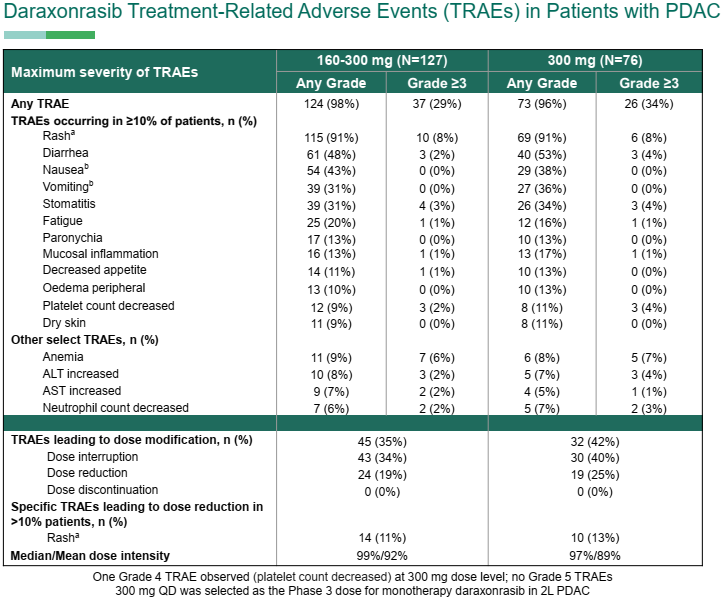 Daraxonrasib Treatment-Related Adverse Events (TRAEs) in Patients with PDAC
Maximum severity of TRAEs 160-300 mg (N=127) 300 mg (N=76)
Any Grade Grade ≥3 Any Grade Grade ≥3
Any TRAE 124 (98%) 37 (29%) 73 (96%) 26 (34%)
TRAEs occurring in ≥10% of patients, n (%)
Rashᵃ 115 (91%) 10 (8%) 69 (91%) 6 (8%)
Diarrhea 61 (48%) 3 (2%) 40 (53%) 3 (4%)
Nauseaᵇ 54 (43%) 0 (0%) 29 (38%) 0 (0%)
Vomitingᵇ 39 (31%) 0 (0%) 27 (36%) 0 (0%)
Stomatitis 39 (31%) 4 (3%) 26 (34%) 3 (4%)
Fatigue 25 (20%) 1 (1%) 12 (16%) 1 (1%)
Paronychia 17 (13%) 0 (0%) 10 (13%) 0 (0%)
Mucosal inflammation 16 (13%) 1 (1%) 13 (17%) 1 (1%)
Decreased appetite 14 (11%) 1 (1%) 10 (13%) 0 (0%)
Oedema peripheral 13 (10%) 0 (0%) 10 (13%) 0 (0%)
Platelet count decreased 12 (9%) 3 (2%) 8 (11%) 3 (4%)
Dry skin 11 (9%) 0 (0%) 8 (11%) 0 (0%)
Other select TRAEs, n (%)
Anemia 11 (9%) 7 (6%) 6 (8%) 5 (7%)
ALT increased 10 (8%) 3 (2%) 5 (7%) 3 (4%)
AST increased 9 (7%) 2 (2%) 4 (5%) 1 (1%)
Neutrophil count decreased 7 (6%) 2 (2%) 5 (7%) 2 (3%)
TRAEs leading to dose modification, n (%) 45 (35%) 32 (42%)
Dose interruption 43 (34%) 30 (40%)
Dose reduction 24 (19%) 19 (25%)
Dose discontinuation 0 (0%) 0 (0%)
Specific TRAEs leading to dose reduction in
>10% patients, n (%)
Rashᵃ 14 (11%) 10 (13%)
Median/Mean dose intensity 99%/92% 97%/89%
One Grade 4 TRAE observed (platelet count decreased) at 300 mg dose level; no Grade 5 TRAEs
300 mg QD was selected as the Phase 3 dose for monotherapy daraxonrasib in 2L PDAC